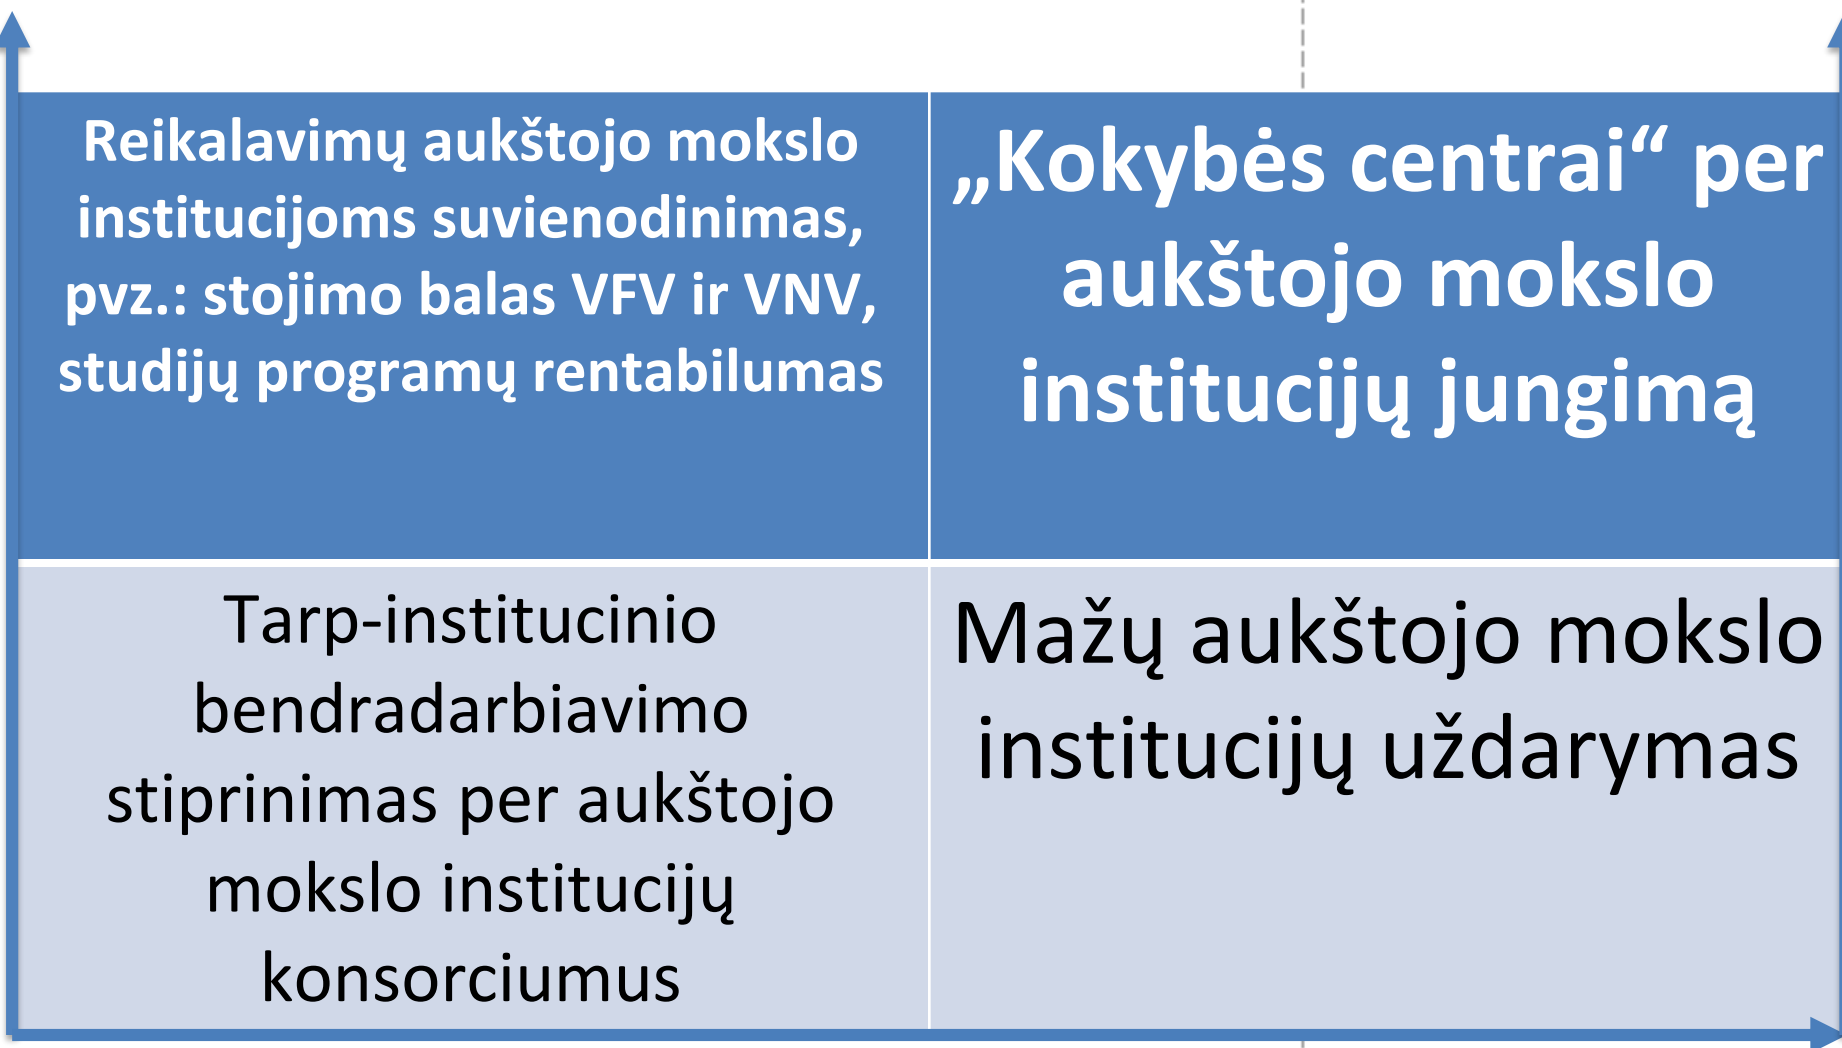 Reikalavimų aukštojo mokslo
institucijoms suvienodinimas,
pvz.: stojimo balas VFV ir VNV,
studijų programų rentabilumas
„Kokybės centrai“ per
aukštojo mokslo
institucijų jungimą
Tarp-institucinio
bendradarbiavimo
stiprinimas per aukštojo
mokslo institucijų
konsorciumus
Mažų aukštojo mokslo
institucijų uždarymas